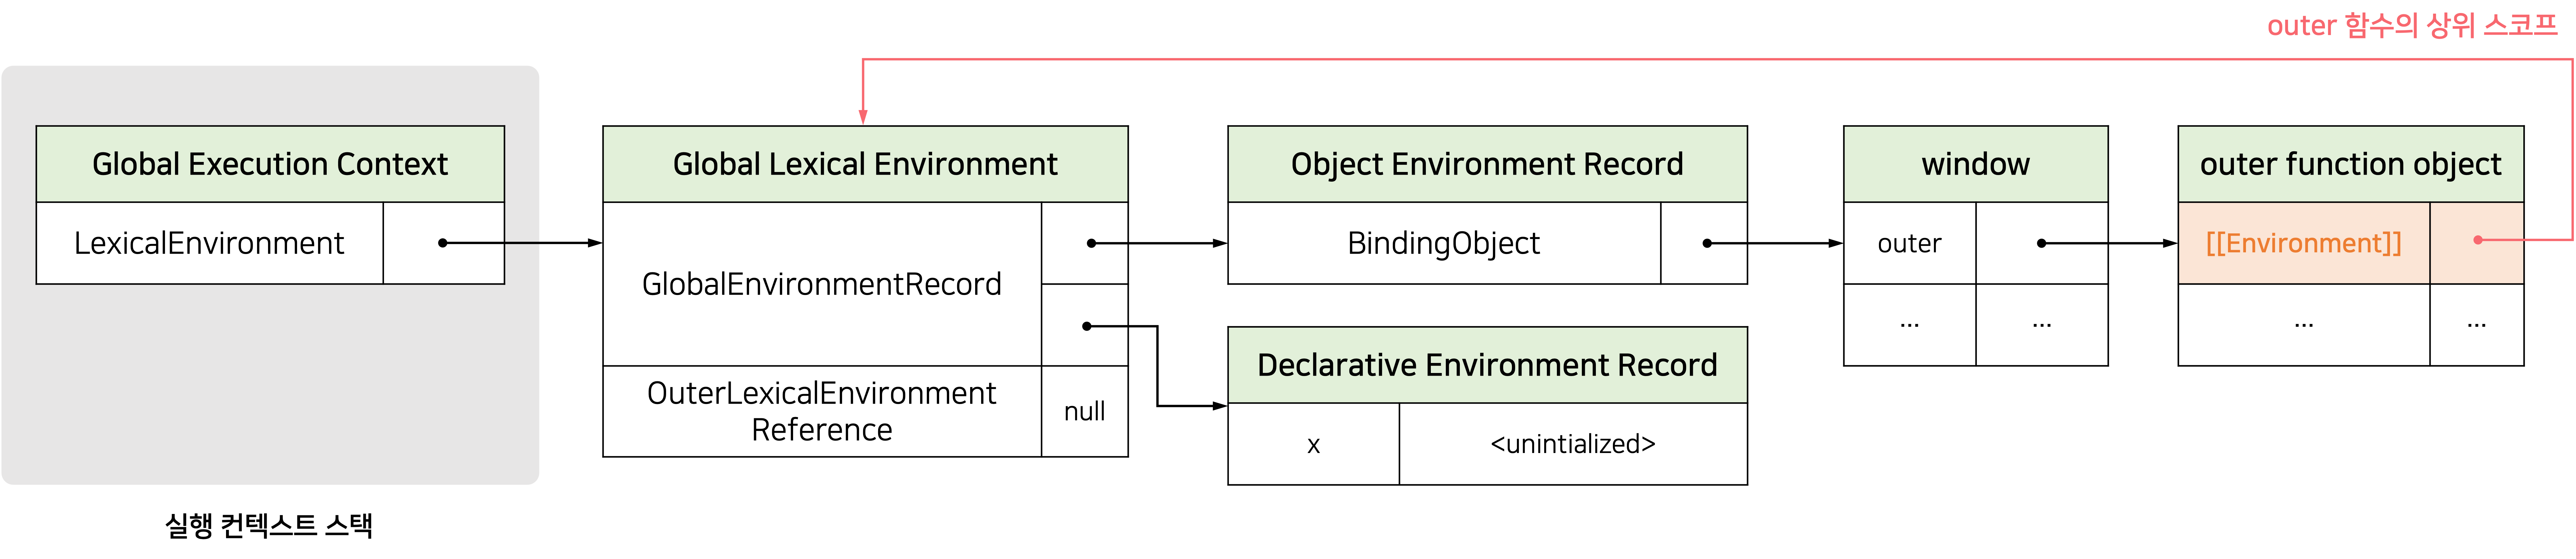 outer 함수의 상위 스코프
Global Execution Context
LexicalEnvironment
실행 컨텍스트 스택
Global Lexical Environment
GlobalEnvironmentRecord
OuterLexicalEnvironment
Reference
null
Object Environment Record
BindingObject
Declarative Environment Record
x
<unintialized>
window
outer
...
...
outer function object
[[Environment]]
...
...